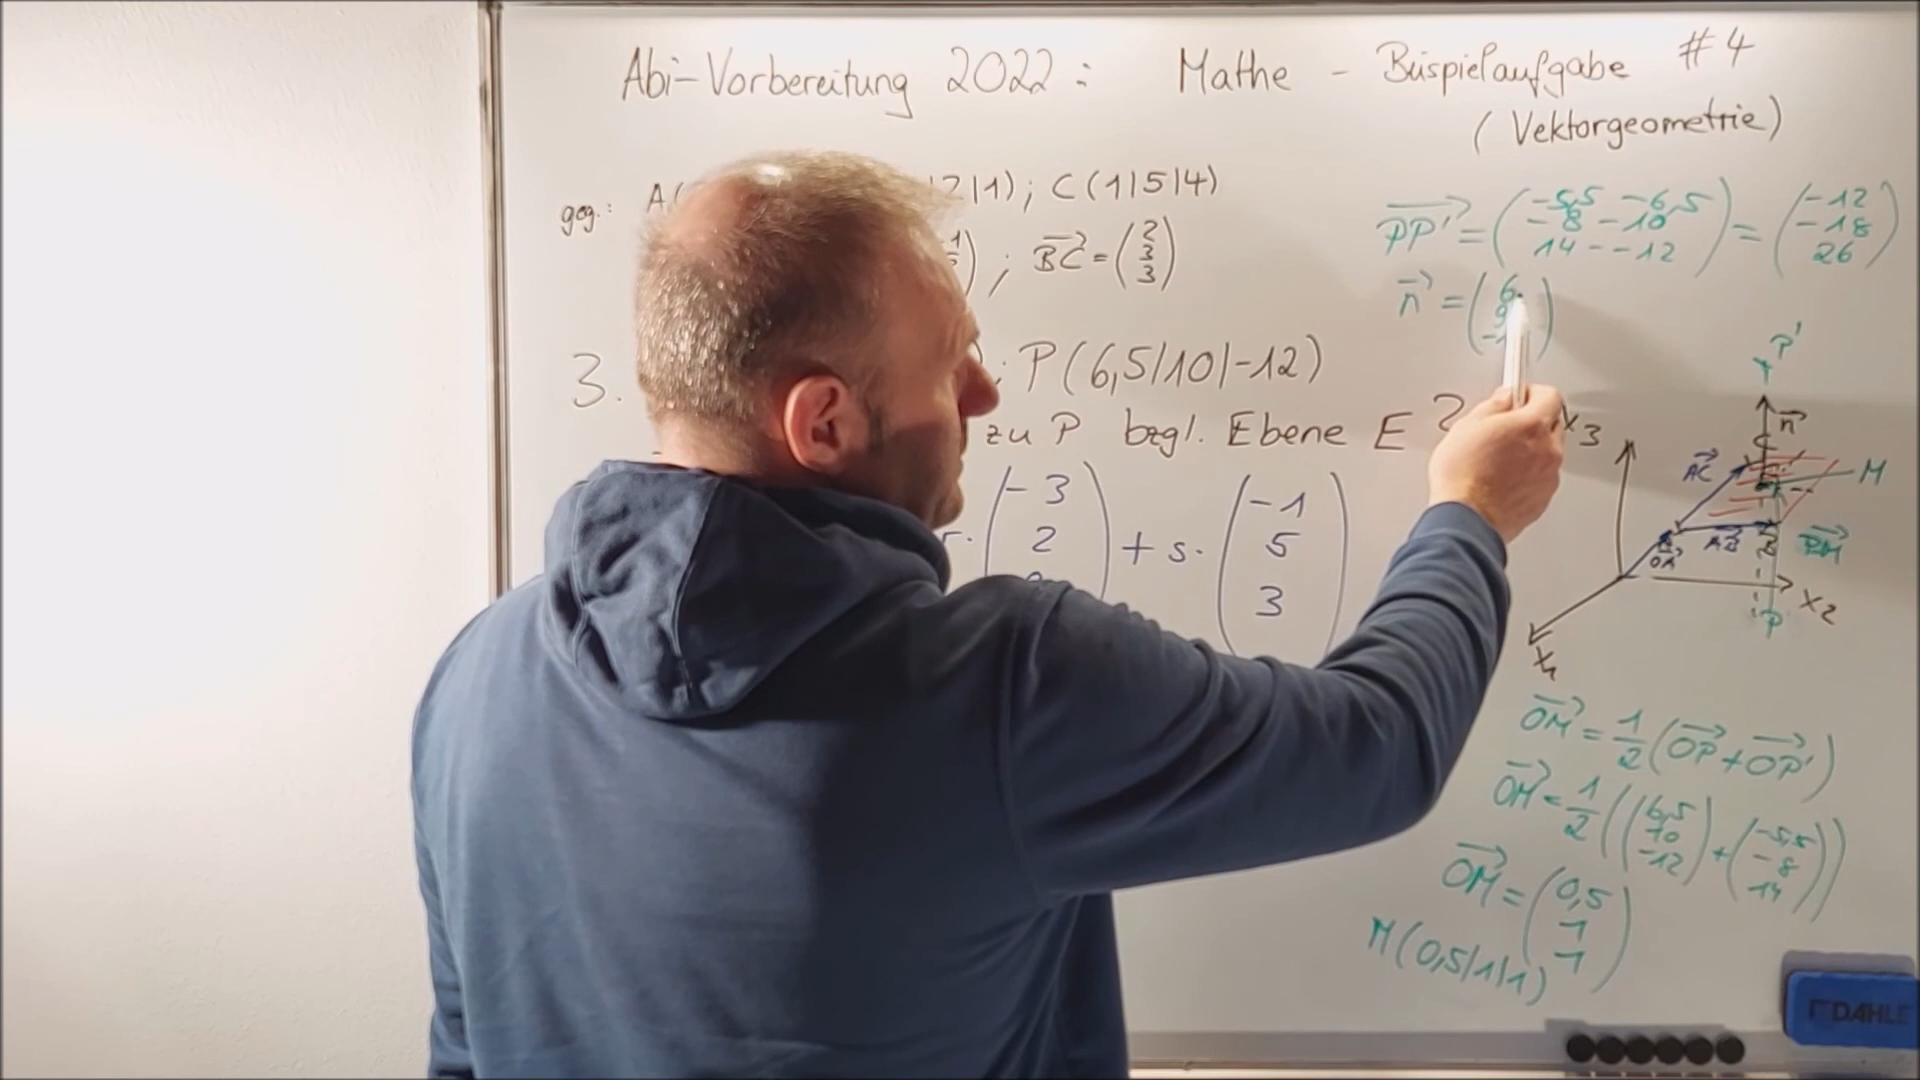 Abi-Vorbereitung 2022: Mathe - Beispielaufgabe #4
(Vektorgeometrie)
geg.: A( 2|1); C(1|5|4)
; BC = (2 3 3)
3. ; P(6,5|10|-12)
zu P bzgl. Ebene E ?
r·(-3 2 ) + s·(-1 5 3)
PP' = (-5,5 -6,5 -8 -10 14 - -12) = (-12 -18 26)
n = (6
P'
n
C
x3
AC
M
AB
B
PM
OA
x2
P
x1
OM = 1/2 (OP + OP')
OM = 1/2 ((6,5 10 -12) + (-5,5 -8 14))
OM = (0,5 1 1)
M(0,5|1|1)
DAHLE